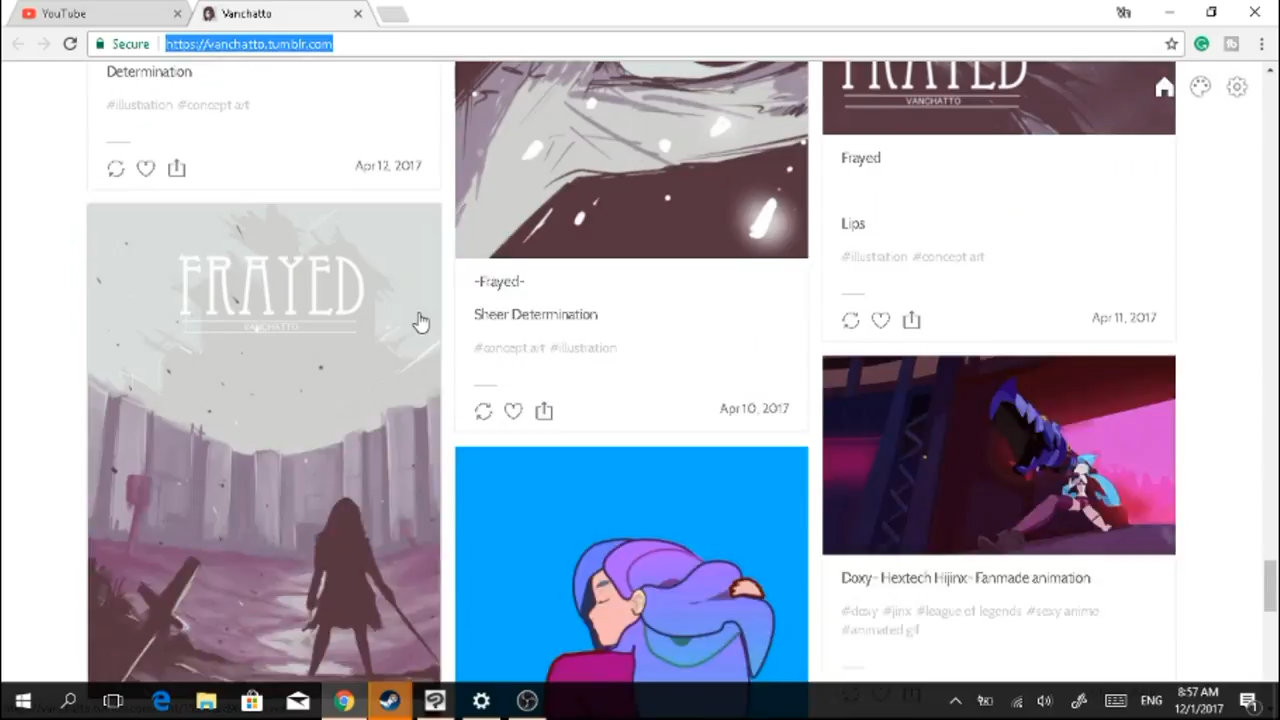 YouTube
Vanchatto
Secure
https://vanchatto.tumblr.com
Determination
#illustration #concept art
Apr 12, 2017
FRAYED
VANCHATTO
-Frayed-
Sheer Determination
#concept art #illustration
Apr 10, 2017
FRAYED
VANCHATTO
Frayed
Lips
#illustration #concept art
Apr 11, 2017
Doxy- Hextech Hijinx- Fanmade animation
#doxy #jinx #league of legends #sexy anime
#animated gif
ENG
8:57 AM
12/1/2017